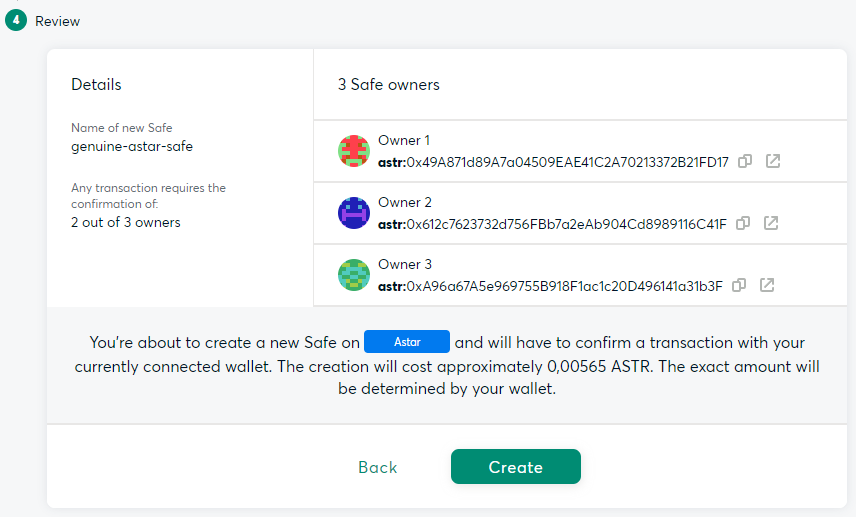 4 Review
Details
Name of new Safe
genuine-astar-safe
Any transaction requires the
confirmation of:
2 out of 3 owners
3 Safe owners
Owner 1
astr:0x49A871d89A7a04509EAE41C2A70213372B21FD17
Owner 2
astr:0x612c7623732d756FBb7a2eAb904Cd8989116C41F
Owner 3
astr:0xA96a67A5e969755B918F1ac1c20D496141a31b3F
You're about to create a new Safe on Astar and will have to confirm a transaction with your
currently connected wallet. The creation will cost approximately 0,00565 ASTR. The exact amount will
be determined by your wallet.
Back
Create